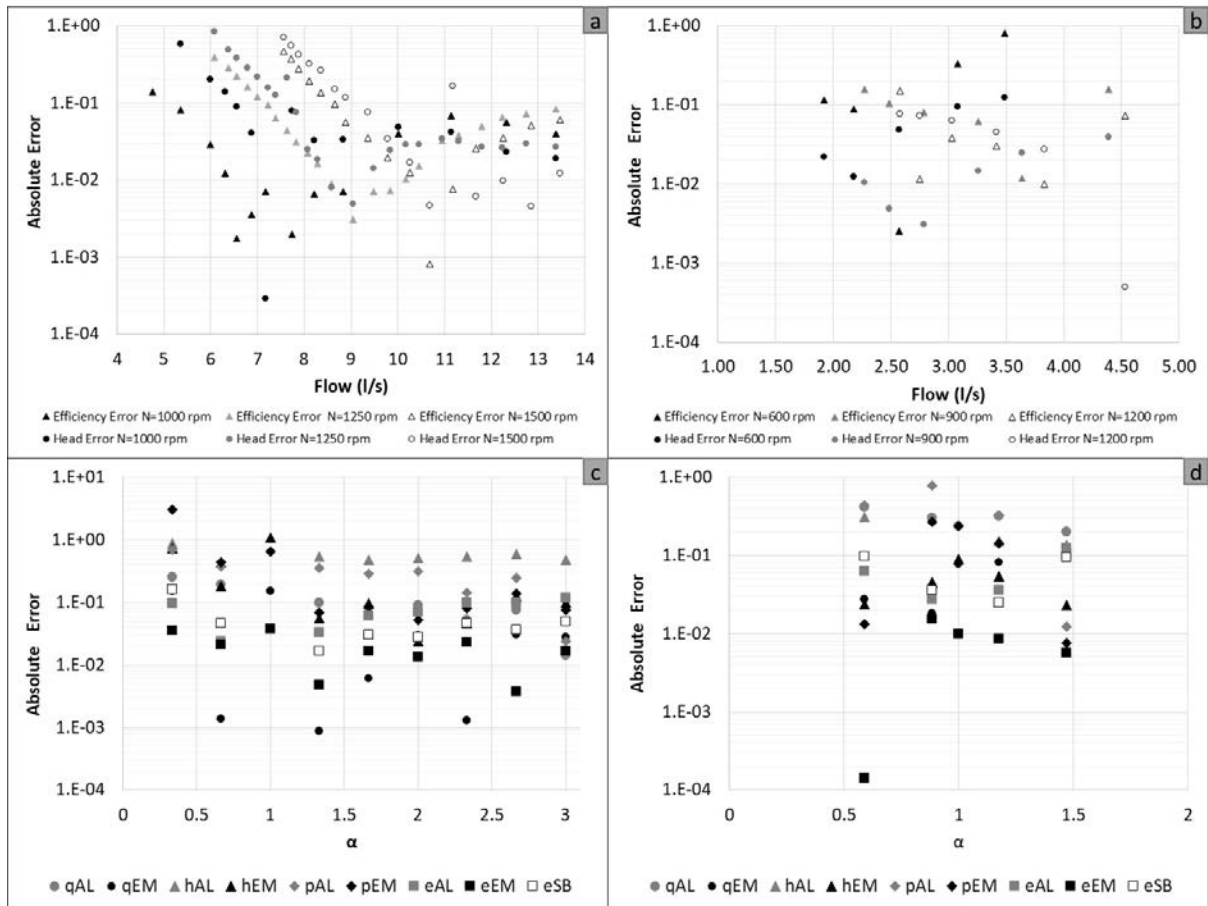 a
1.E+00
1.E-01
1.E-02
1.E-03
1.E-04
Absolute Error
4 5 6 7 8 9 10 11 12 13 14
Flow (l/s)
Efficiency Error N=1000 rpm Efficiency Error N=1250 rpm Efficiency Error N=1500 rpm
Head Error N=1000 rpm Head Error N=1250 rpm Head Error N=1500 rpm
b
1.E+00
1.E-01
1.E-02
1.E-03
1.E-04
Absolute Error
1.00 2.00 3.00 4.00 5.00
Flow (l/s)
Efficiency Error N=600 rpm Efficiency Error N=900 rpm Efficiency Error N=1200 rpm
Head Error N=600 rpm Head Error N=900 rpm Head Error N=1200 rpm
c
1.E+01
1.E+00
1.E-01
1.E-02
1.E-03
1.E-04
Absolute Error
0 0.5 1 1.5 2 2.5 3
α
qAL qEM hAL hEM pAL pEM eAL eEM eSB
d
1.E+00
1.E-01
1.E-02
1.E-03
1.E-04
Absolute Error
0 0.5 1 1.5 2
α
qAL qEM hAL hEM pAL pEM eAL eEM eSB